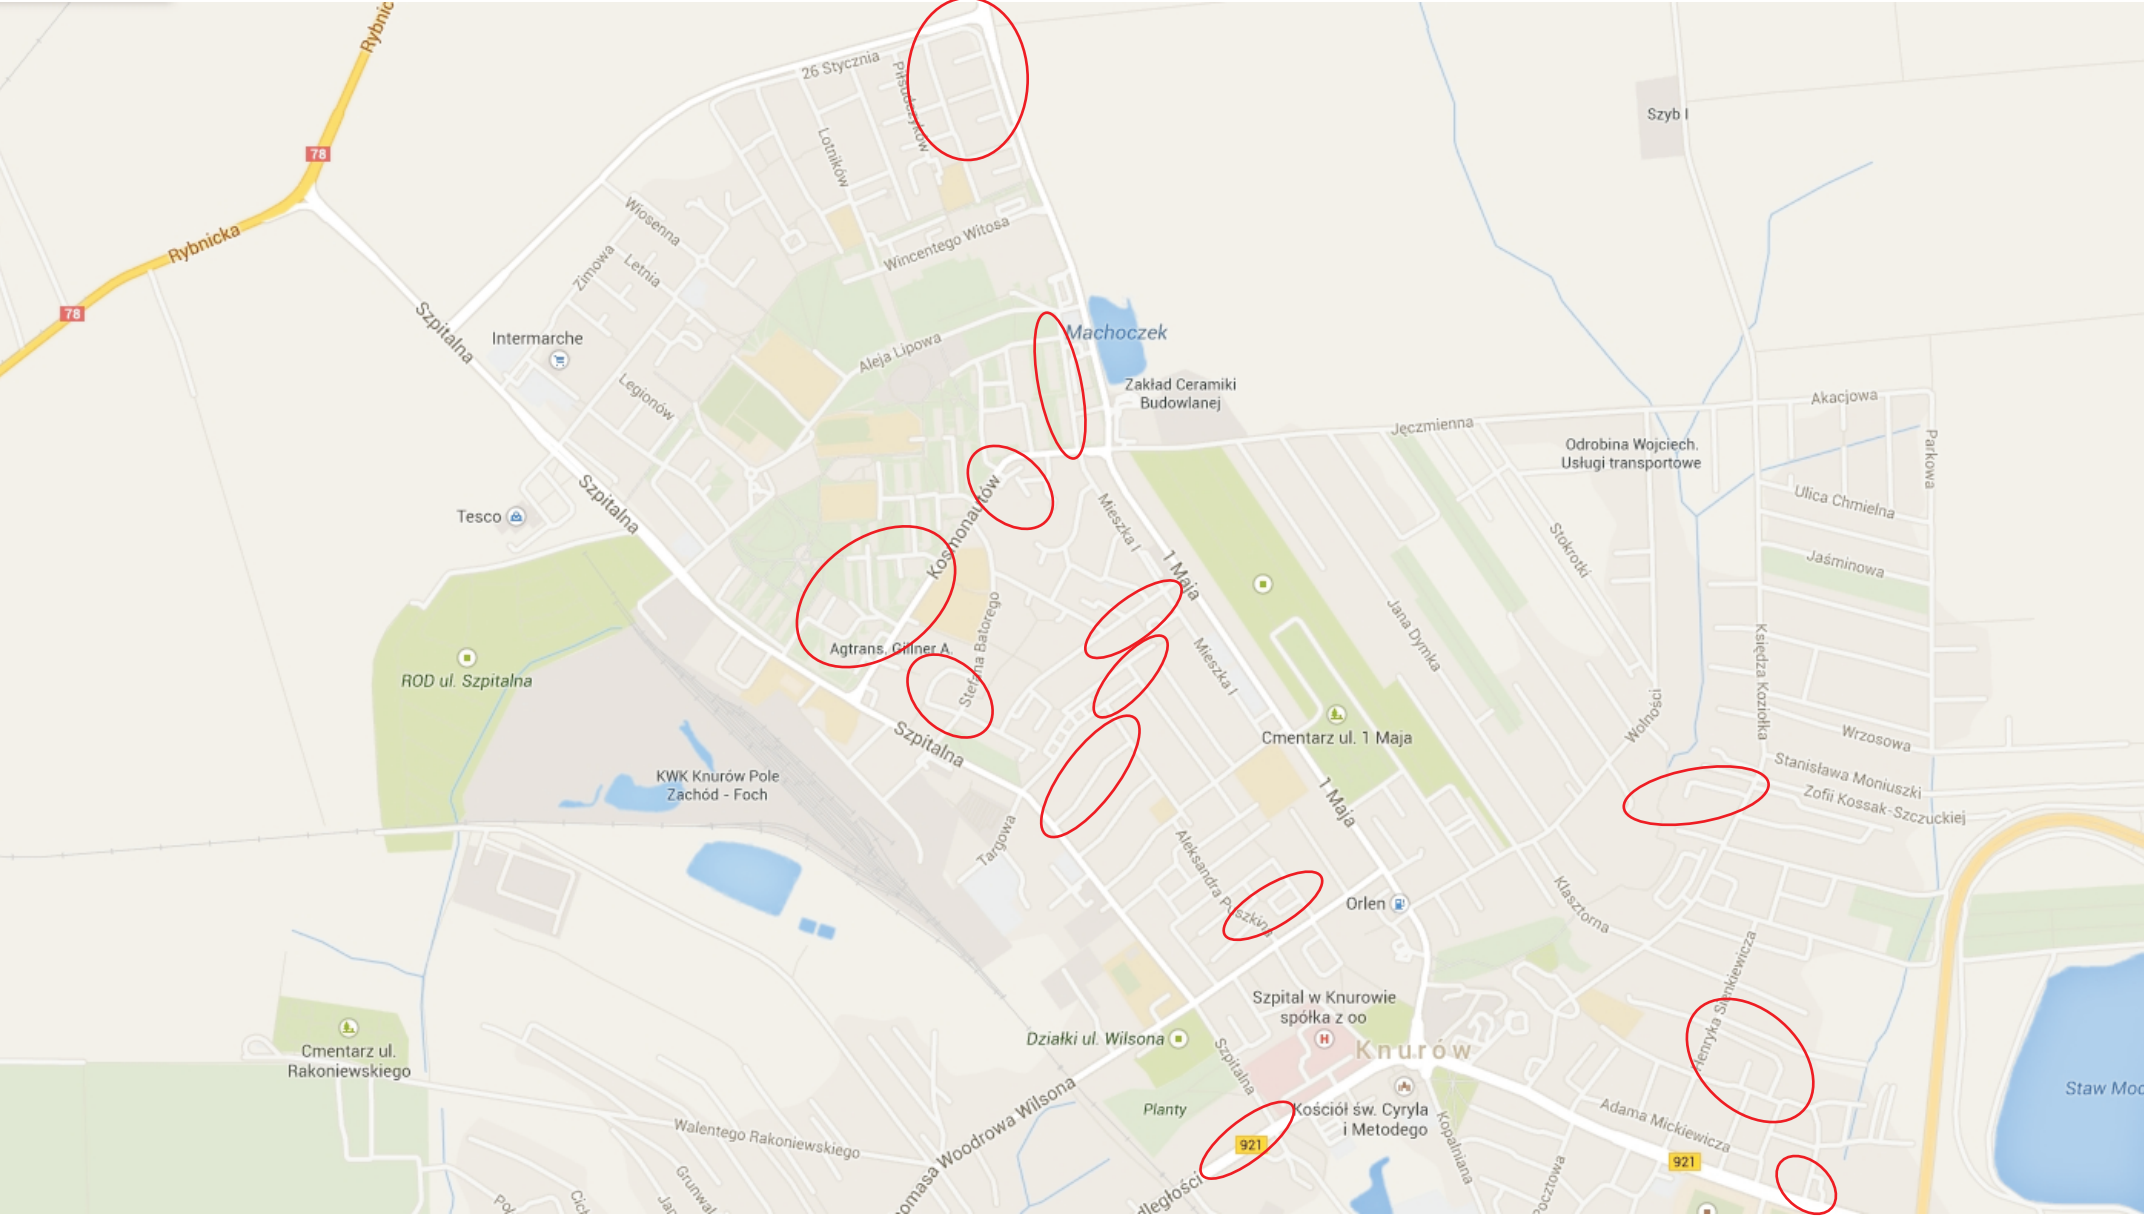 Rybnic
26 Stycznia
Piłsudczyków
Lotników
Szyb I
78
Wiosenna
Rybnicka
Wincentego Witosa
Zimowa
Letnia
78
Szpitalna
Machoczek
Intermarche
Aleja Lipowa
Legionów
Zakład Ceramiki
Budowlanej
Akacjowa
Jęczmienna
Odrobina Wojciech.
Usługi transportowe
Parkowa
Ulica Chmielna
Szpitalna
Tesco
Kosmonautów
Mieszka I
Stokrotki
1 Maja
Jaśminowa
Jana Dymka
Agtrans, Gillner A.
Stefana Batorego
Mieszka I
Księdza Koziołka
ROD ul. Szpitalna
Wolności
Szpitalna
Cmentarz ul. 1 Maja
Wrzosowa
KWK Knurów Pole
Zachód - Foch
Stanisława Moniuszki
Zofii Kossak-Szczuckiej
1 Maja
Targowa
Aleksandra Puszkina
Orlen
Klasztorna
Henryka Sienkiewicza
Szpital w Knurowie
spółka z oo
H
Działki ul. Wilsona
Cmentarz ul.
Rakoniewskiego
Knurów
Szpitalna
Staw Moc
Planty
Kościół św. Cyryla
i Metodego
omasa Woodrowa Wilsona
Adama Mickiewicza
Walentego Rakoniewskiego
921
Kopalniana
921
Grunwal
Pocztowa
dległości
Cich
Jan